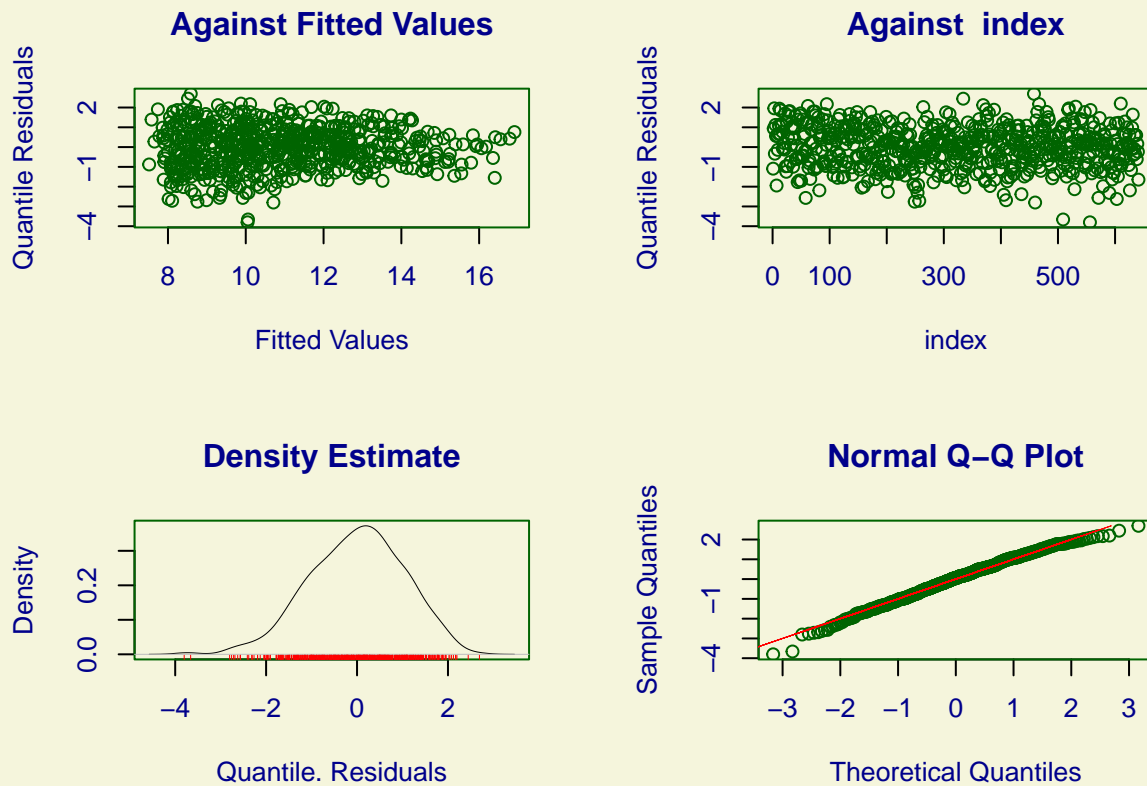 Against Fitted Values
Quantile Residuals
2
−1
−4
8 10 12 14 16
Fitted Values
Against index
Quantile Residuals
2
−1
−4
0 100 300 500
index
Density Estimate
Density
0.2
0.0
−4 −2 0 2
Quantile. Residuals
Normal Q−Q Plot
Sample Quantiles
2
−1
−4
−3 −2 −1 0 1 2 3
Theoretical Quantiles